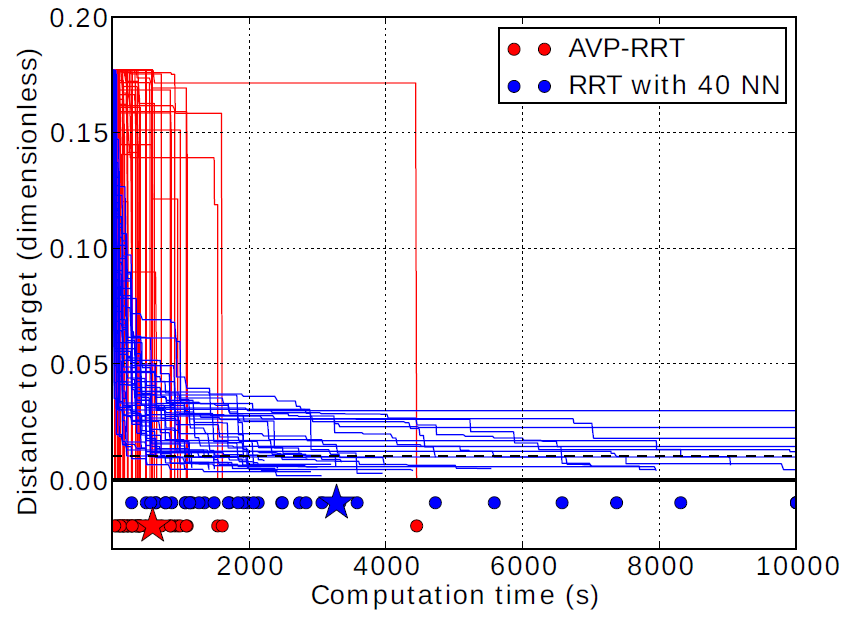 0.20
0.15
0.10
0.05
0.00
Distance to target (dimensionless)
AVP-RRT
RRT with 40 NN
2000
4000
6000
8000
10000
Computation time (s)